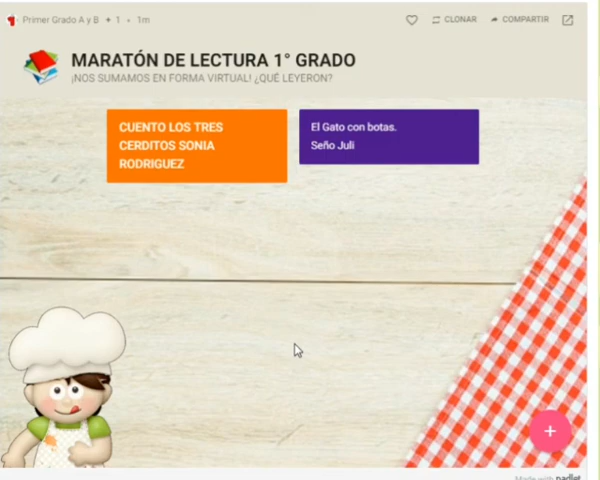 Primer Grado A y B + 1 • 1m
CLONAR
COMPARTIR
MARATÓN DE LECTURA 1° GRADO
¡NOS SUMAMOS EN FORMA VIRTUAL! ¿QUÉ LEYERON?
CUENTO LOS TRES
CERDITOS SONIA
RODRIGUEZ
El Gato con botas.
Seño Juli
Made with padlet